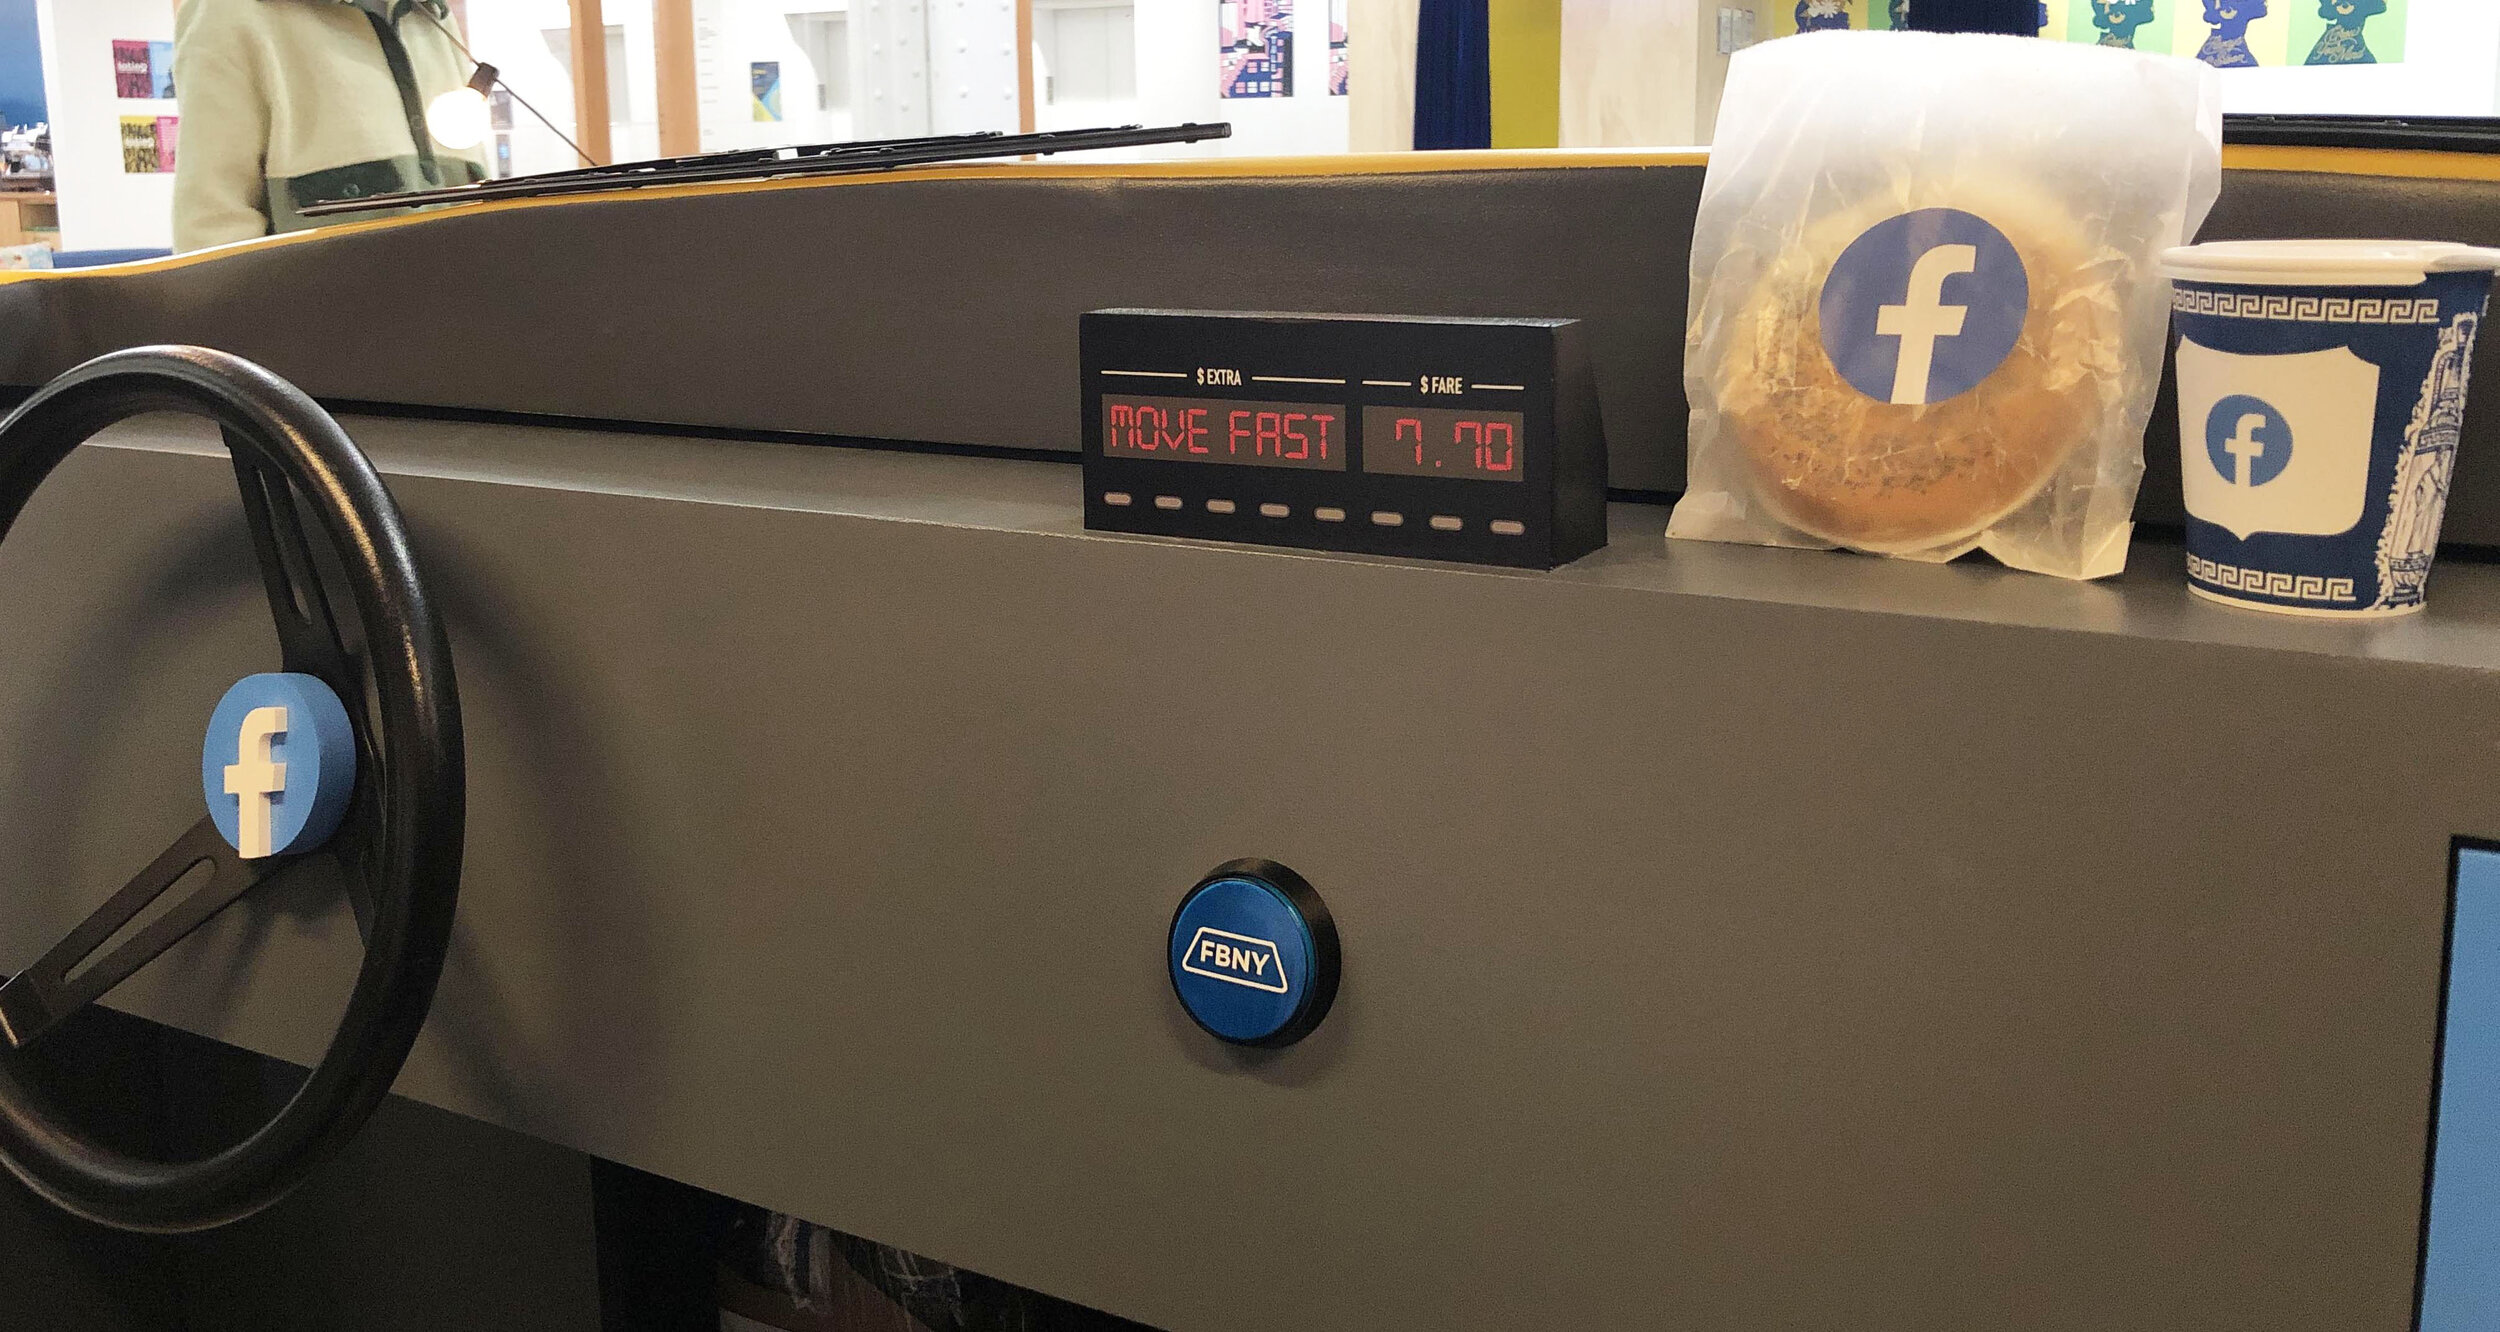 $ EXTRA
$ FARE
MOVE FAST
7.70
f
f
f
FBNY